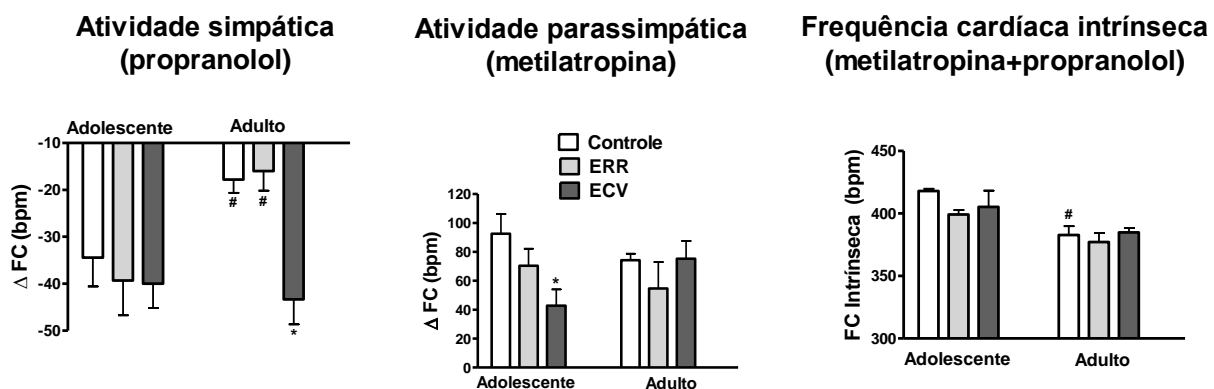 Atividade simpática
(propranolol)
Adolescente
Adulto
-10
-20
-30
-40
-50
Δ FC (bpm)
#
#
*
Atividade parassimpática
(metilatropina)
Controle
ERR
ECV
120
100
80
60
40
20
0
Δ FC (bpm)
*
Adolescente
Adulto
Frequência cardíaca intrínseca
(metilatropina+propranolol)
450
400
350
300
FC Intrínseca (bpm)
#
Adolescente
Adulto